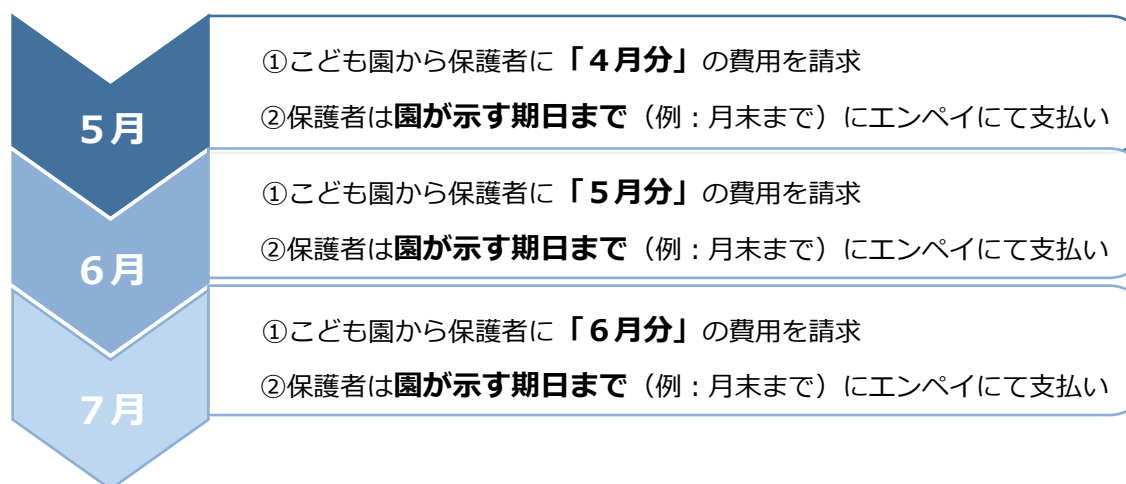 5月
①こども園から保護者に「４月分」の費用を請求
②保護者は園が示す期日まで（例：月末まで）にエンペイにて支払い
6月
①こども園から保護者に「５月分」の費用を請求
②保護者は園が示す期日まで（例：月末まで）にエンペイにて支払い
7月
①こども園から保護者に「６月分」の費用を請求
②保護者は園が示す期日まで（例：月末まで）にエンペイにて支払い